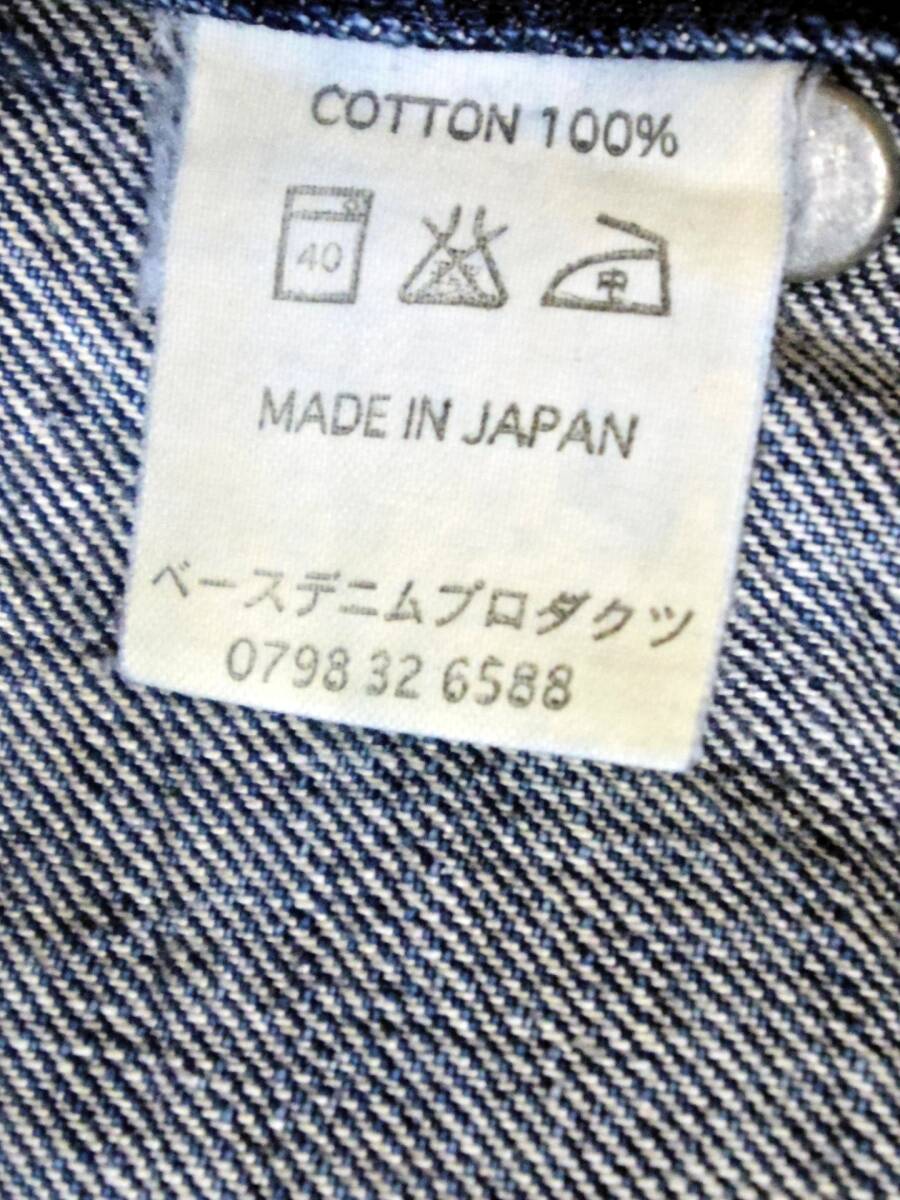 COTTON 100%
40 中
MADE IN JAPAN
ベースデニムプロダクツ
0798 32 6588